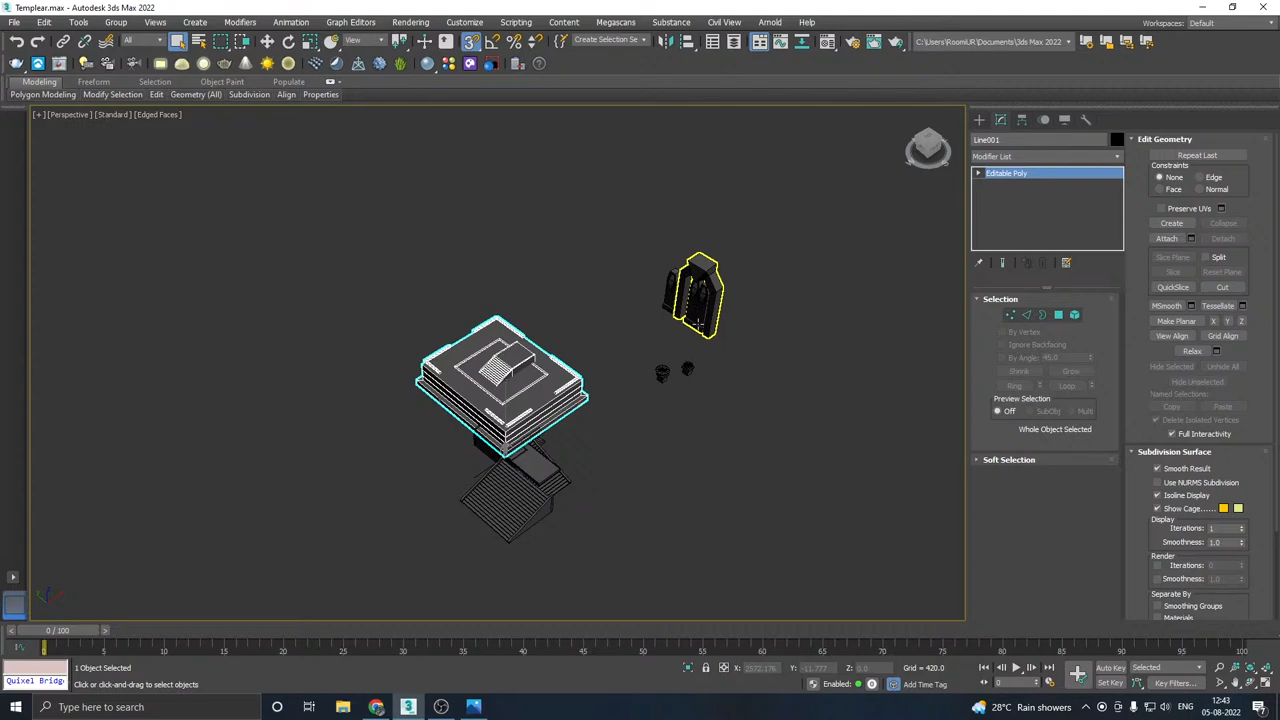 Templear.max - Autodesk 3ds Max 2022
File Edit Tools Group Views Create Modifiers Animation Graph Editors Rendering Customize Scripting Content Megascans Substance Civil View Arnold Help
Workspaces: Default
All View Create Selection Se C:\Users\RoomUR\Documents\3ds Max 2022
Modeling Freeform Selection Object Paint Populate
Polygon Modeling Modify Selection Edit Geometry (All) Subdivision Align Properties
[+] [Perspective] [Standard] [Edged Faces]
Line001
Modifier List
Editable Poly
Selection
By Vertex
Ignore Backfacing
By Angle: 45.0
Shrink Grow
Ring Loop
Preview Selection
Off SubObj Multi
Whole Object Selected
Soft Selection
Edit Geometry
Repeat Last
Constraints
None Edge
Face Normal
Preserve UVs
Create Collapse
Attach Detach
Slice Plane Split
Slice Reset Plane
QuickSlice Cut
MSmooth Tessellate
Make Planar X Y Z
View Align Grid Align
Relax
Hide Selected Unhide All
Hide Unselected
Named Selections:
Copy Paste
Delete Isolated Vertices
Full Interactivity
Subdivision Surface
Smooth Result
Use NURMS Subdivision
Isoline Display
Show Cage......
Display
Iterations: 1
Smoothness: 1.0
Render
Iterations: 0
Smoothness: 1.0
Separate By
Smoothing Groups
Materials
0 / 100
0 5 10 15 20 25 30 35 40 45 50 55 60 65 70 75 80 85 90 95 100
1 Object Selected
X: 2572.176 Y: -11.777 Z: 0.0 Grid = 420.0
Auto Key Selected
Quixel Bridg
Click or click-and-drag to select objects
Enabled: Add Time Tag
0
Set Key Key Filters...
Type here to search
28°C Rain showers
ENG
12:43
05-08-2022